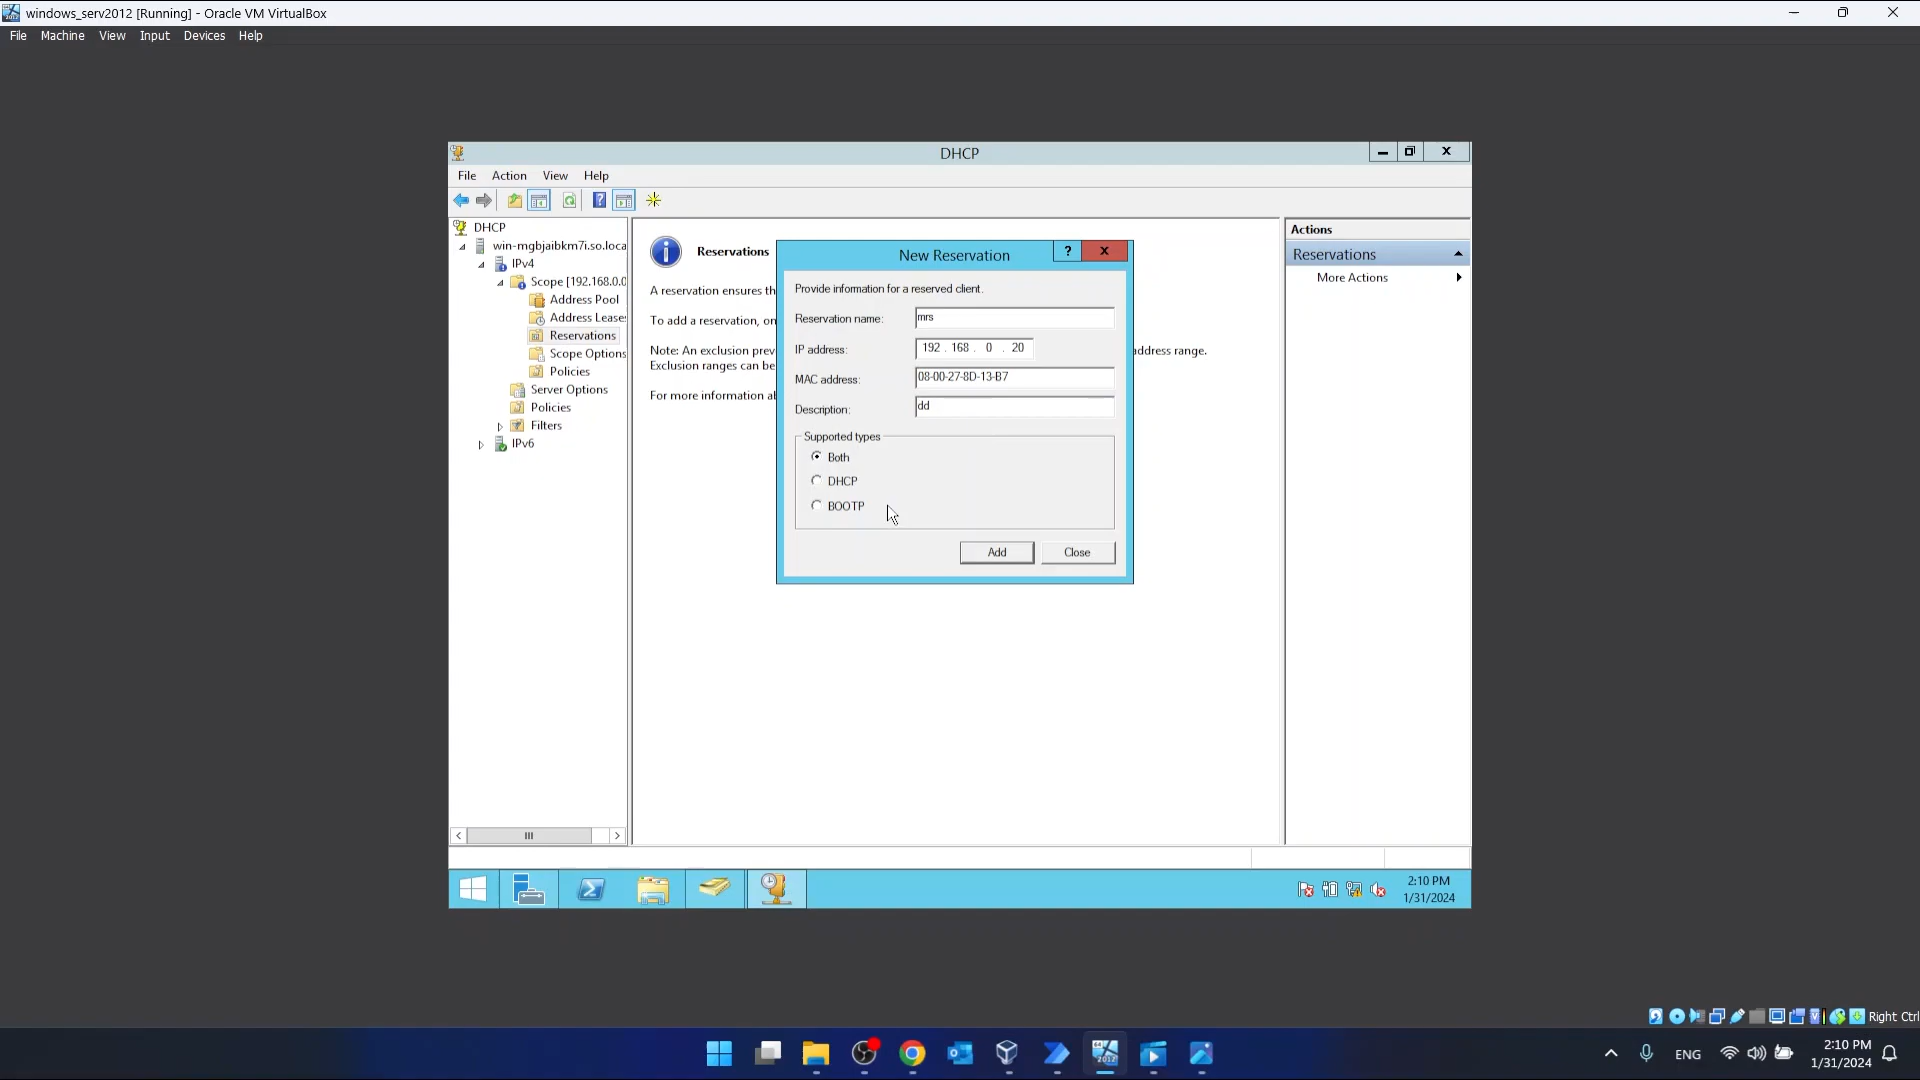 windows_serv2012 [Running] - Oracle VM VirtualBox
File Machine View Input Devices Help
DHCP
File Action View Help
DHCP
win-mgbjaibkm7i.so.loca
IPv4
Scope [192.168.0.0
Address Pool
Address Lease
Reservations
Scope Options
Policies
Server Options
Policies
Filters
IPv6
Reservations
A reservation ensures th
To add a reservation, on
Note: An exclusion prev
address range.
Exclusion ranges can be
For more information a
New Reservation
?
X
Provide information for a reserved client.
Reservation name: mrs
IP address: 192 . 168 . 0 . 20
MAC address: 08-00-27-8D-13-B7
Description: dd
Supported types
Both
DHCP
BOOTP
Add Close
Actions
Reservations
More Actions
2:10 PM
1/31/2024
Right Ctrl
ENG
2:10 PM
1/31/2024